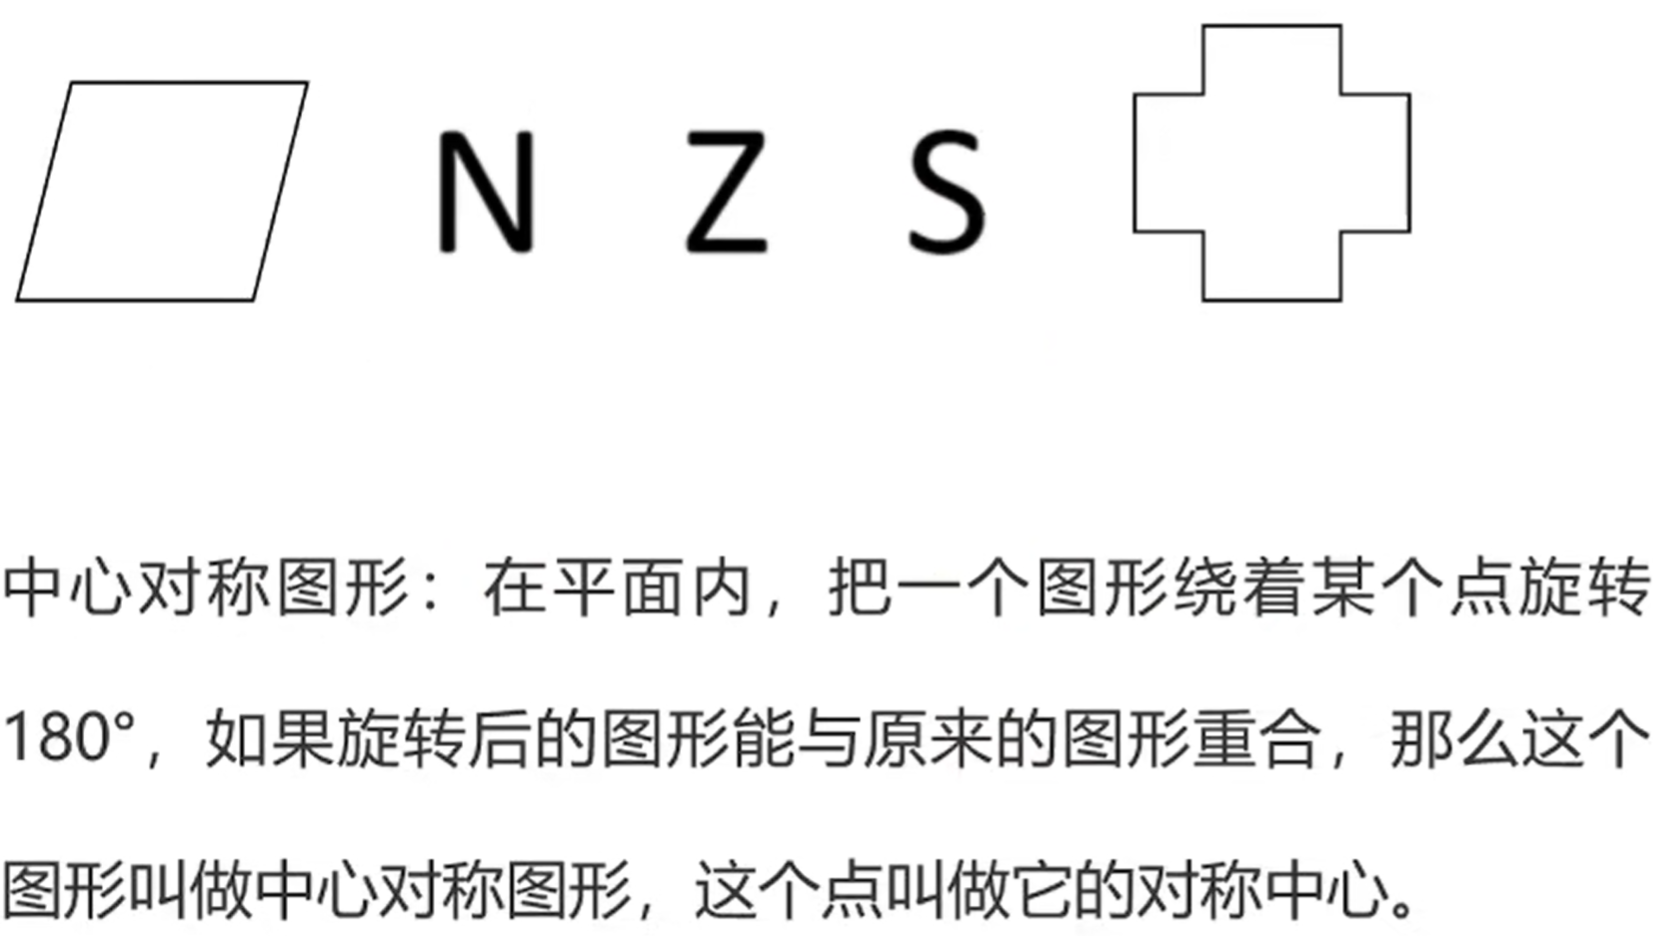 N Z S
中心对称图形：在平面内，把一个图形绕着某个点旋转
180°，如果旋转后的图形能与原来的图形重合，那么这个
图形叫做中心对称图形，这个点叫做它的对称中心。